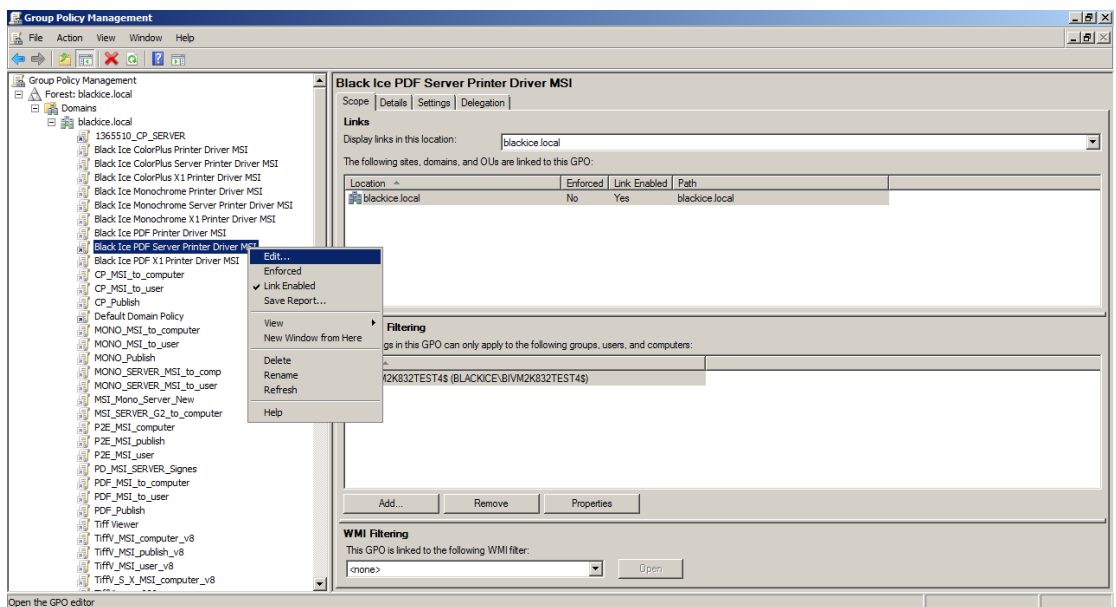 Group Policy Management
File Action View Window Help
Group Policy Management
Forest: blackice.local
Domains
blackice.local
1365510_CP_SERVER
Black Ice ColorPlus Printer Driver MSI
Black Ice ColorPlus Server Printer Driver MSI
Black Ice ColorPlus X1 Printer Driver MSI
Black Ice Monochrome Printer Driver MSI
Black Ice Monochrome Server Printer Driver MSI
Black Ice Monochrome X1 Printer Driver MSI
Black Ice PDF Printer Driver MSI
Black Ice PDF Server Printer Driver MSI
Black Ice PDF X1 Printer Driver MSI
CP_MSI_to_computer
CP_MSI_to_user
CP_Publish
Default Domain Policy
MONO_MSI_to_computer
MONO_MSI_to_user
MONO_Publish
MONO_SERVER_MSI_to_comp
MONO_SERVER_MSI_to_user
MSI_Mono_Server_New
MSI_SERVER_G2_to_computer
P2E_MSI_computer
P2E_MSI_publish
P2E_MSI_user
PD_MSI_SERVER_Signes
PDF_MSI_to_computer
PDF_MSI_to_user
PDF_Publish
Tiff Viewer
TiffV_MSI_computer_v8
TiffV_MSI_publish_v8
TiffV_MSI_user_v8
TiffV_S_X_MSI_computer_v8
Edit...
Enforced
Link Enabled
Save Report...
View
New Window from Here
Delete
Rename
Refresh
Help
Black Ice PDF Server Printer Driver MSI
Scope Details Settings Delegation
Links
Display links in this location: blackice.local
The following sites, domains, and OUs are linked to this GPO:
Location Enforced Link Enabled Path
blackice.local No Yes blackice.local
Filtering
gs in this GPO can only apply to the following groups, users, and computers:
M2K832TEST4$ (BLACKICE\BIVM2K832TEST4$)
Add... Remove Properties
WMI Filtering
This GPO is linked to the following WMI filter:
<none> Open
Open the GPO editor